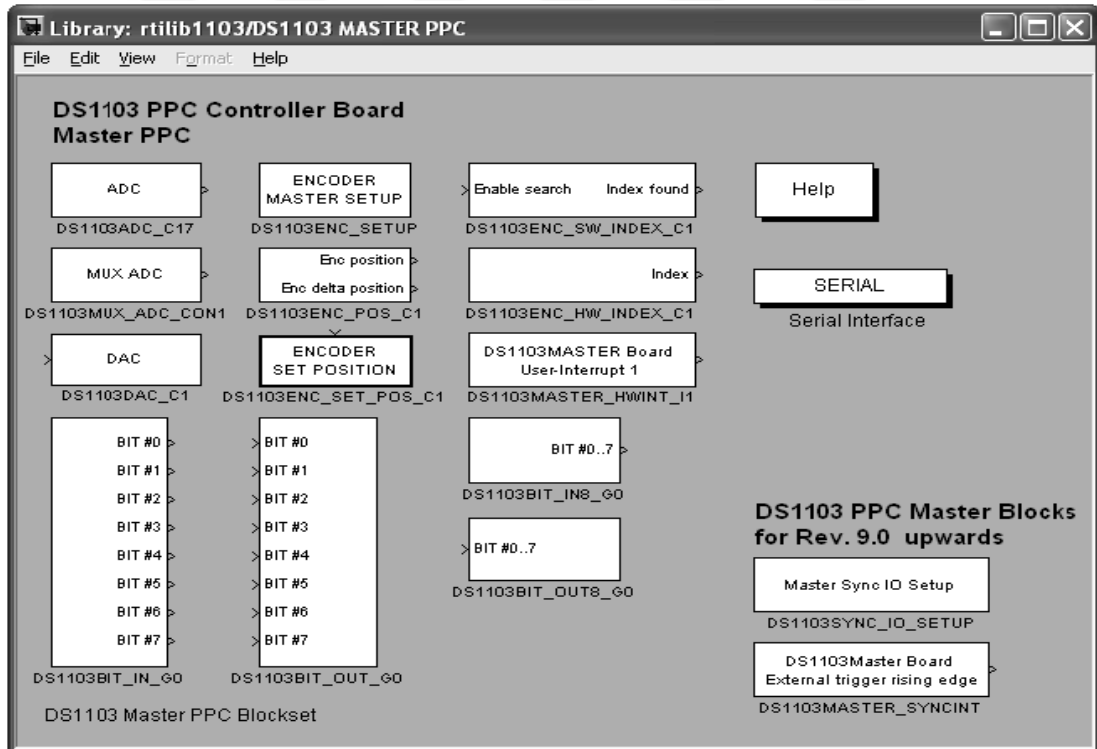 Library: rtilib1103/DS1103 MASTER PPC
File Edit View Format Help
DS1103 PPC Controller Board
Master PPC
ADC
DS1103ADC_C17
ENCODER
MASTER SETUP
DS1103ENC_SETUP
Enable search Index found
DS1103ENC_SW_INDEX_C1
Help
MUX ADC
DS1103MUX_ADC_CON1
Enc position
Enc delta position
DS1103ENC_POS_C1
Index
DS1103ENC_HW_INDEX_C1
SERIAL
Serial Interface
DAC
DS1103DAC_C1
ENCODER
SET POSITION
DS1103ENC_SET_POS_C1
DS1103MASTER Board
User-Interrupt 1
DS1103MASTER_HWINT_I1
BIT #0
BIT #1
BIT #2
BIT #3
BIT #4
BIT #5
BIT #6
BIT #7
DS1103BIT_IN_G0
BIT #0
BIT #1
BIT #2
BIT #3
BIT #4
BIT #5
BIT #6
BIT #7
DS1103BIT_OUT_G0
BIT #0..7
DS1103BIT_IN8_G0
BIT #0..7
DS1103BIT_OUT8_G0
DS1103 PPC Master Blocks
for Rev. 9.0 upwards
Master Sync IO Setup
DS1103SYNC_IO_SETUP
DS1103Master Board
External trigger rising edge
DS1103MASTER_SYNCINT
DS1103 Master PPC Blockset